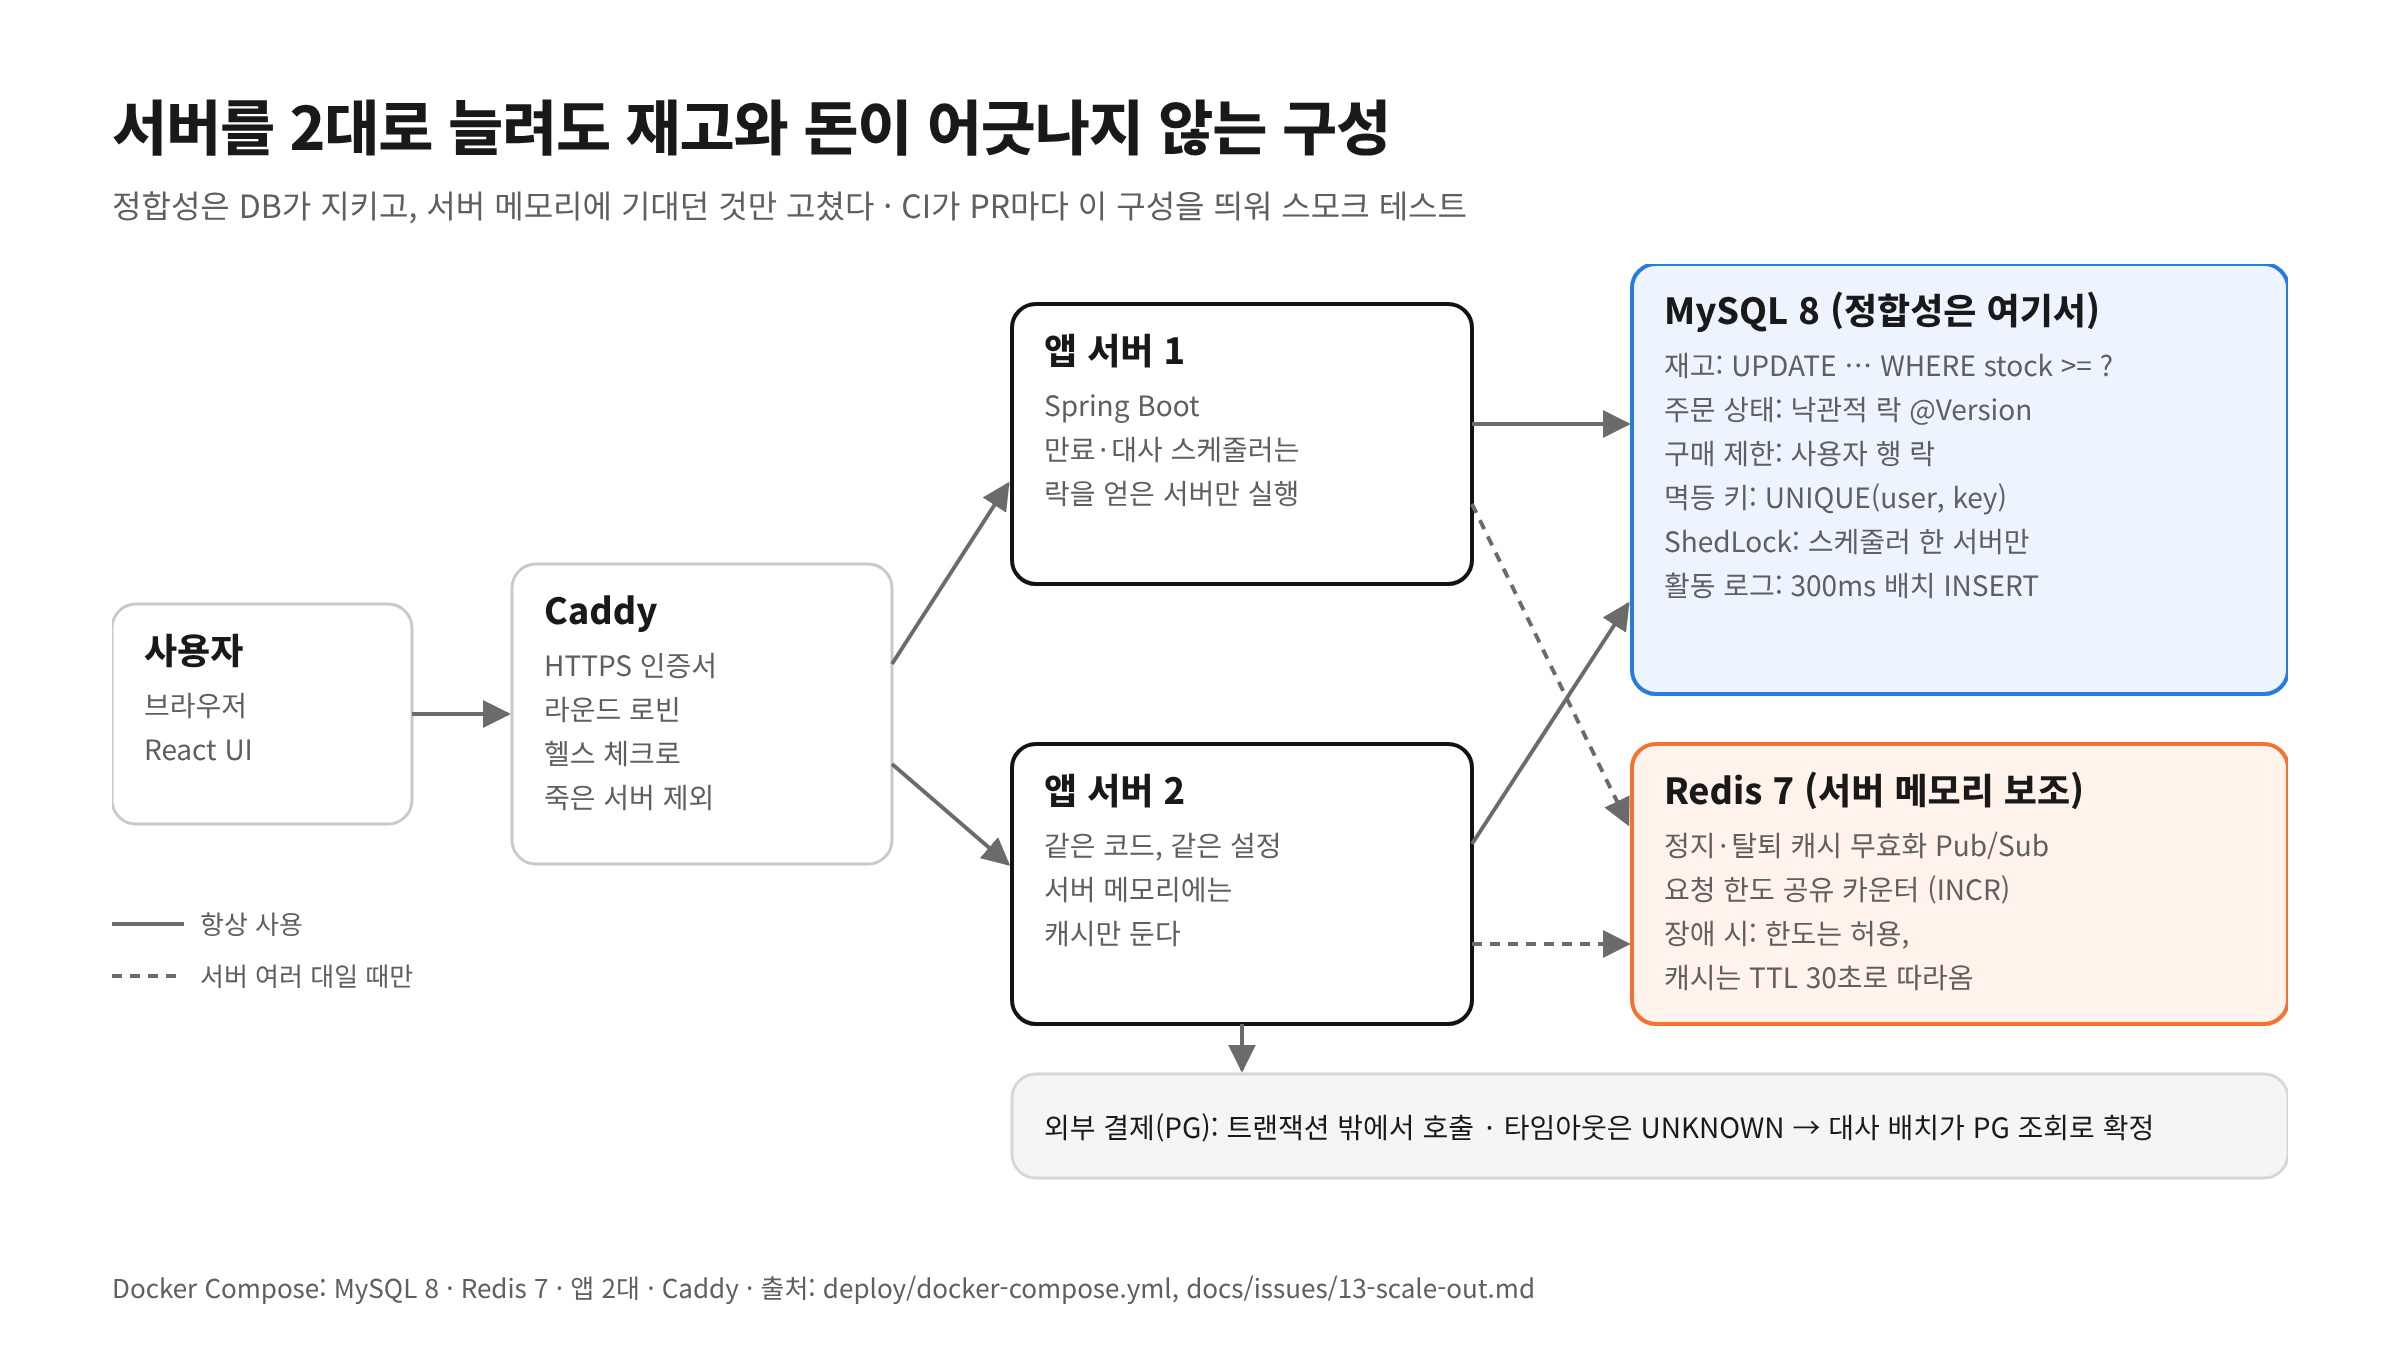 서버를 2대로 늘려도 재고와 돈이 어긋나지 않는 구성
정합성은 DB가 지키고, 서버 메모리에 기대던 것만 고쳤다 · CI가 PR마다 이 구성을 띄워 스모크 테스트
사용자
브라우저
React UI
Caddy
HTTPS 인증서
라운드 로빈
헬스 체크로
죽은 서버 제외
앱 서버 1
Spring Boot
만료·대사 스케줄러는
락을 얻은 서버만 실행
앱 서버 2
같은 코드, 같은 설정
서버 메모리에는
캐시만 둔다
MySQL 8 (정합성은 여기서)
재고: UPDATE … WHERE stock >= ?
주문 상태: 낙관적 락 @Version
구매 제한: 사용자 행 락
멱등 키: UNIQUE(user, key)
ShedLock: 스케줄러 한 서버만
활동 로그: 300ms 배치 INSERT
Redis 7 (서버 메모리 보조)
정지·탈퇴 캐시 무효화 Pub/Sub
요청 한도 공유 카운터 (INCR)
장애 시: 한도는 허용,
캐시는 TTL 30초로 따라옴
항상 사용
서버 여러 대일 때만
외부 결제(PG): 트랜잭션 밖에서 호출 · 타임아웃은 UNKNOWN → 대사 배치가 PG 조회로 확정
Docker Compose: MySQL 8 · Redis 7 · 앱 2대 · Caddy · 출처: deploy/docker-compose.yml, docs/issues/13-scale-out.md